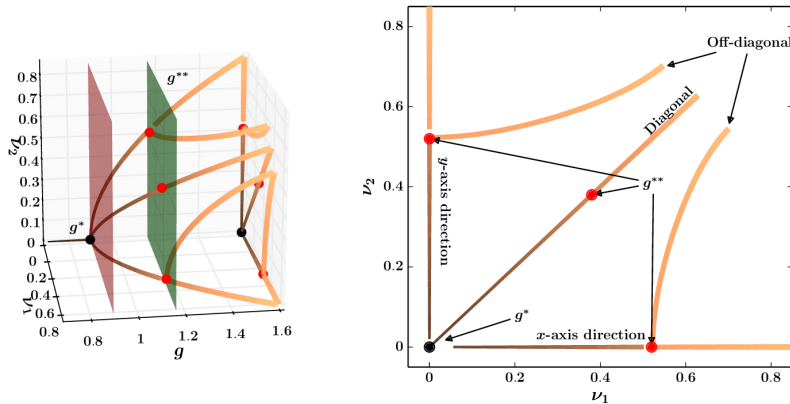 0.8
0.7
0.6
0.5
0.4
0.3
0.2
0.1
0
ν₂
g**
g*
0
0.2
0.4
0.6
0.8
ν₁
0.8
1
1.2
1.4
1.6
g
0.8
0.6
0.4
0.2
0
ν₂
Off-diagonal
Diagonal
y-axis direction
g**
g*
x-axis direction
0
0.2
0.4
0.6
0.8
ν₁